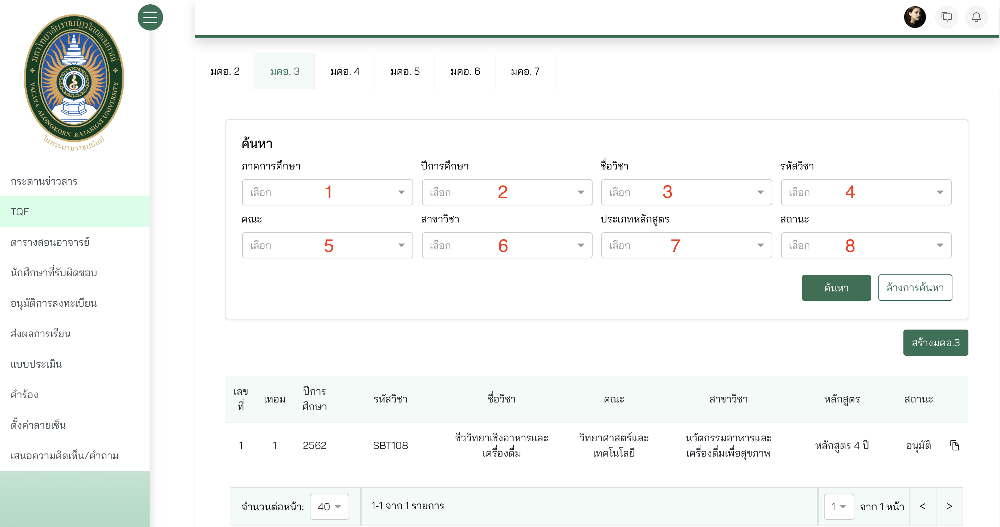 มหาวิทยาลัยราชภัฏวไลยอลงกรณ์
VALAYA ALONGKORN RAJABHAT UNIVERSITY
ในพระบรมราชูปถัมภ์
กระดานข่าวสาร
TQF
ตารางสอนอาจารย์
นักศึกษาที่รับผิดชอบ
อนุมัติการลงทะเบียน
ส่งผลการเรียน
แบบประเมิน
คำร้อง
ตั้งค่าลายเซ็น
เสนอความคิดเห็น/คำถาม
มคอ. 2 มคอ. 3 มคอ. 4 มคอ. 5 มคอ. 6 มคอ. 7
ค้นหา
ภาคการศึกษา ปีการศึกษา ชื่อวิชา รหัสวิชา
เลือก 1 เลือก 2 เลือก 3 เลือก 4
คณะ สาขาวิชา ประเภทหลักสูตร สถานะ
เลือก 5 เลือก 6 เลือก 7 เลือก 8
ค้นหา ล้างการค้นหา
สร้างมคอ.3
เลข ปีการ
เทอม รหัสวิชา ชื่อวิชา คณะ สาขาวิชา หลักสูตร สถานะ
ที่ ศึกษา
ชีววิทยาเชิงอาหารและ วิทยาศาสตร์และ นวัตกรรมอาหารและ
1 1 2562 SBT108 หลักสูตร 4 ปี อนุมัติ
เครื่องดื่ม เทคโนโลยี เครื่องดื่มเพื่อสุขภาพ
จำนวนต่อหน้า: 40 1-1 จาก 1 รายการ 1 จาก 1 หน้า < >